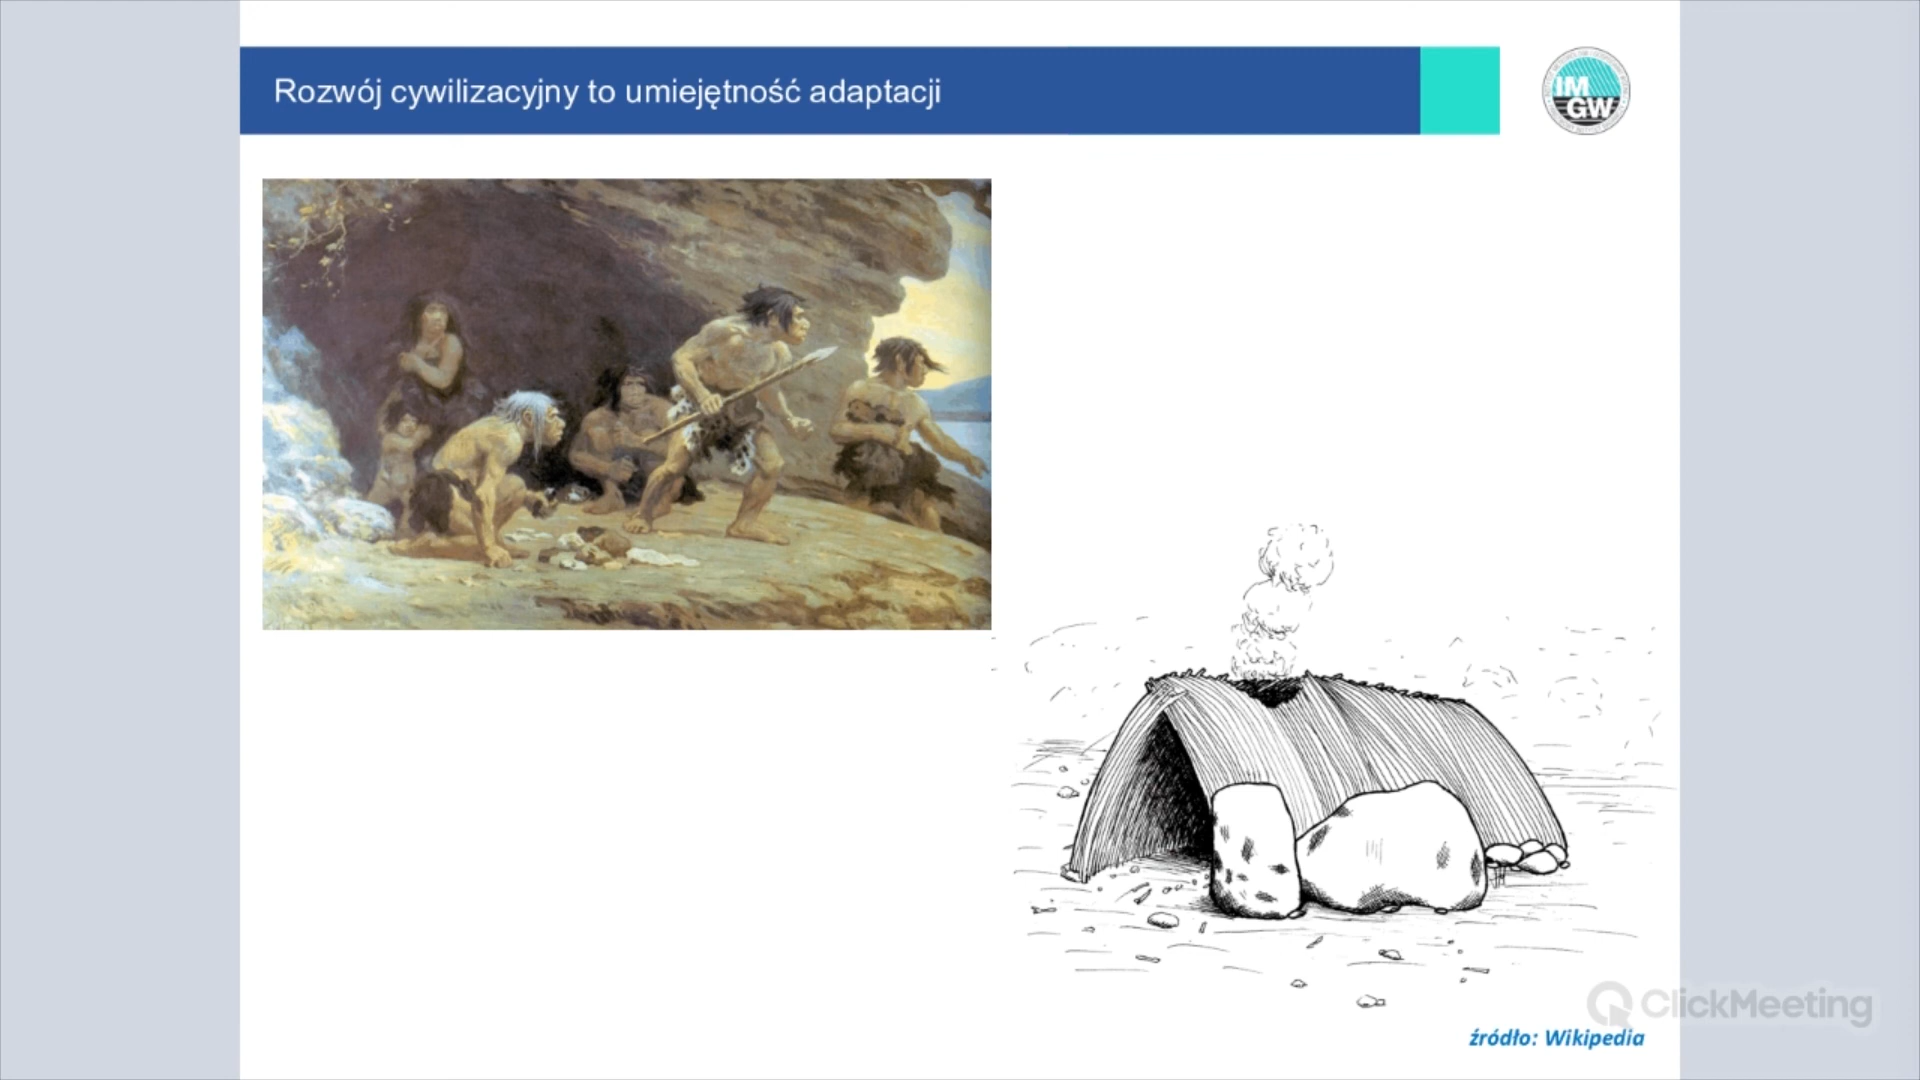 Rozwój cywilizacyjny to umiejętność adaptacji
IM
GW
ClickMeeting
źródło: Wikipedia